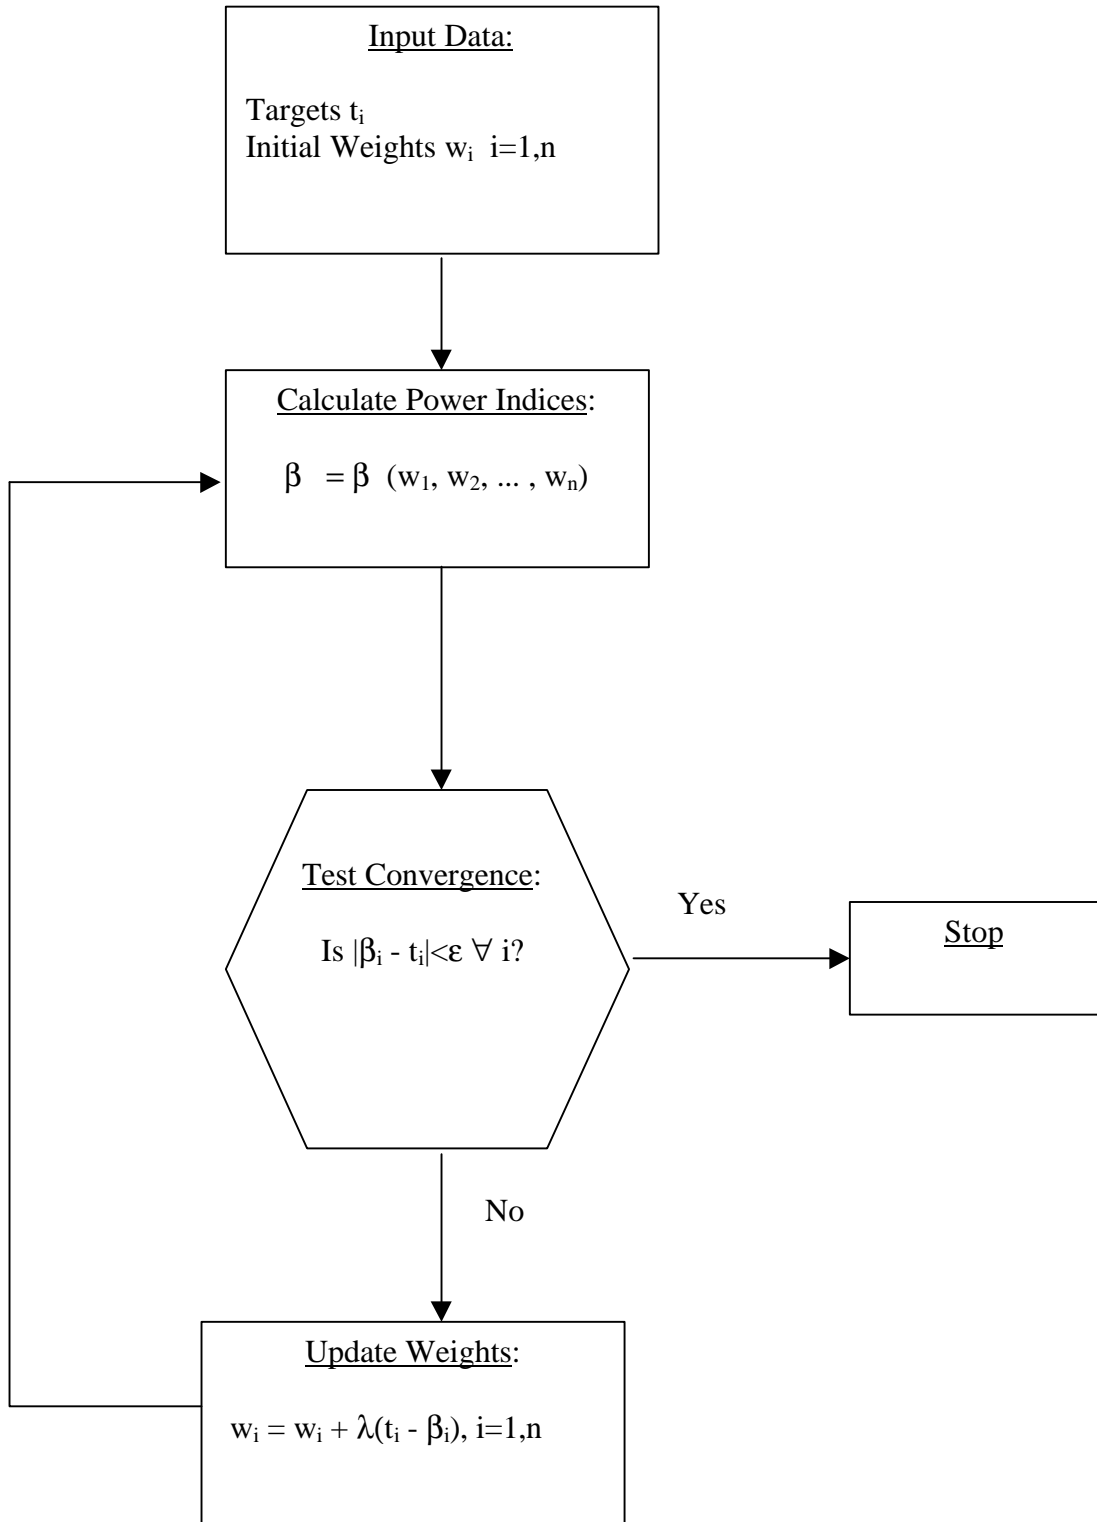 Input Data:
Targets tᵢ
Initial Weights wᵢ i=1,n
Calculate Power Indices:
β = β (w₁, w₂, ... , wₙ)
Test Convergence:
Is |βᵢ - tᵢ|<ε ∀ i?
Yes
Stop
No
Update Weights:
wᵢ = wᵢ + λ(tᵢ - βᵢ), i=1,n